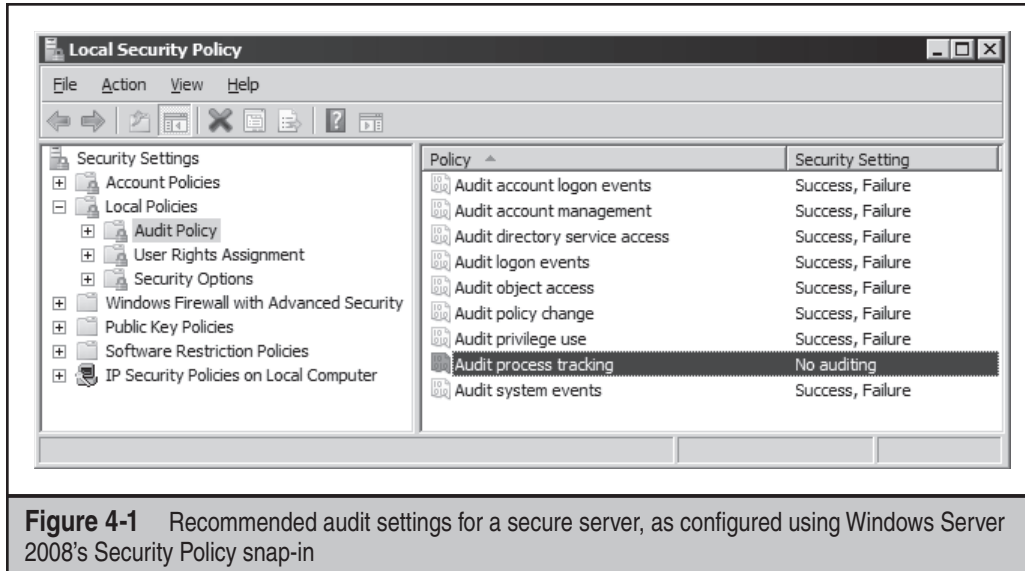 Local Security Policy
File Action View Help
Security Settings
Account Policies
Local Policies
Audit Policy
User Rights Assignment
Security Options
Windows Firewall with Advanced Security
Public Key Policies
Software Restriction Policies
IP Security Policies on Local Computer
Policy Security Setting
Audit account logon events Success, Failure
Audit account management Success, Failure
Audit directory service access Success, Failure
Audit logon events Success, Failure
Audit object access Success, Failure
Audit policy change Success, Failure
Audit privilege use Success, Failure
Audit process tracking No auditing
Audit system events Success, Failure
Figure 4-1 Recommended audit settings for a secure server, as configured using Windows Server
2008's Security Policy snap-in